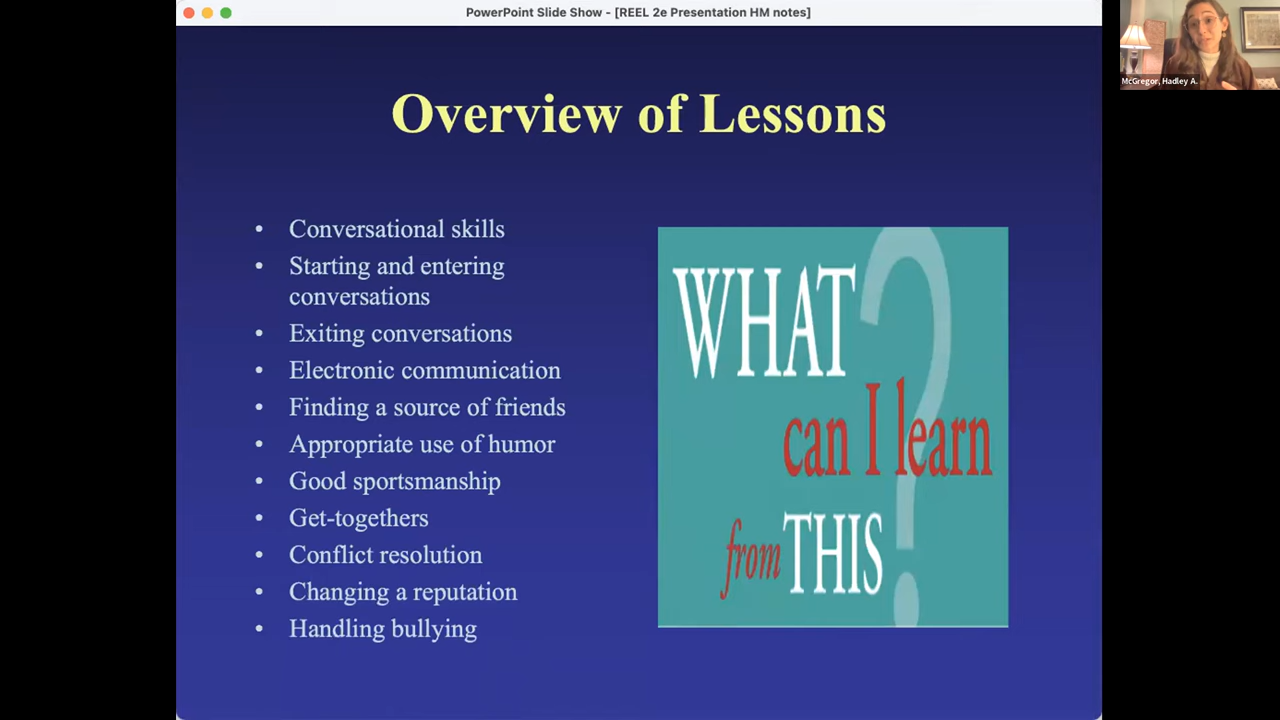 PowerPoint Slide Show - [REEL 2e Presentation HM notes]
McGregor, Hadley A.
Overview of Lessons
• Conversational skills
• Starting and entering
conversations
• Exiting conversations
• Electronic communication
• Finding a source of friends
• Appropriate use of humor
• Good sportsmanship
• Get-togethers
• Conflict resolution
• Changing a reputation
• Handling bullying
WHAT
can I learn
from THIS
?